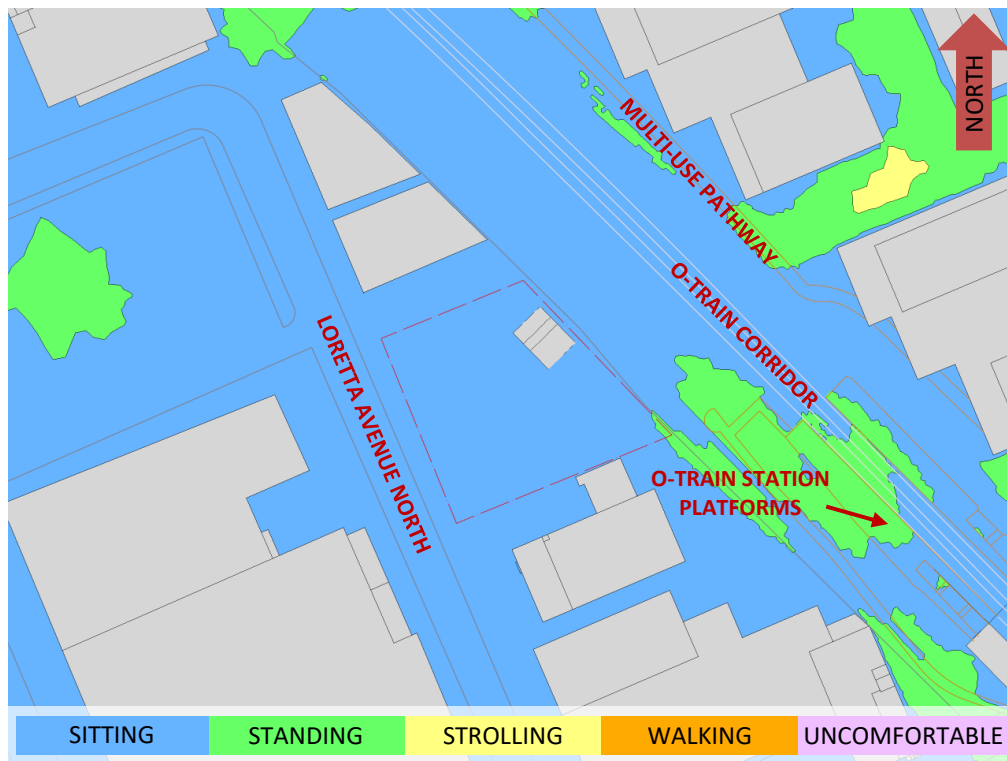 NORTH
MULTI-USE PATHWAY
O-TRAIN CORRIDOR
LORETTA AVENUE NORTH
O-TRAIN STATION
PLATFORMS
SITTING
STANDING
STROLLING
WALKING
UNCOMFORTABLE